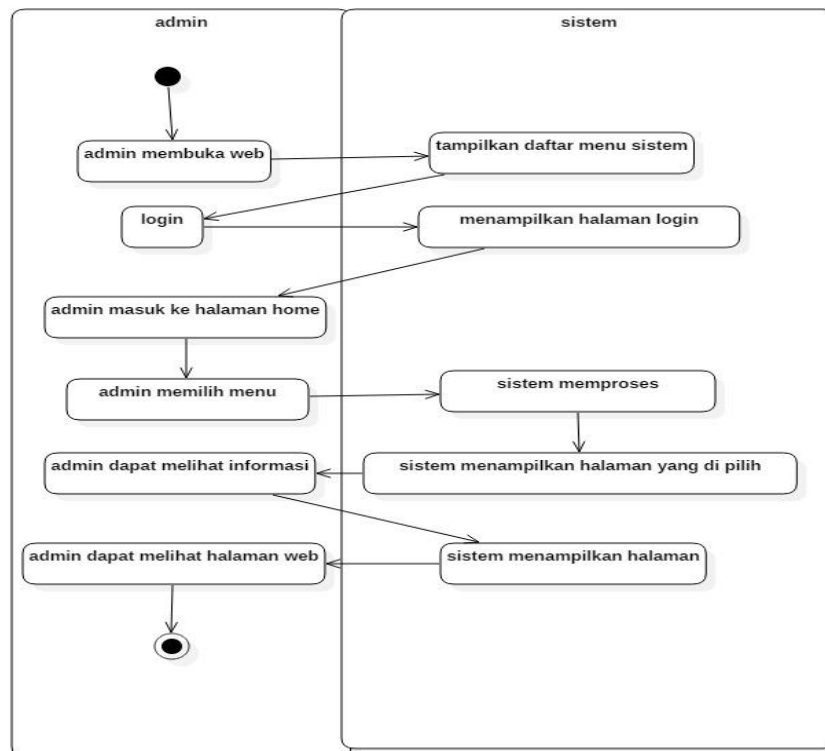 admin
sistem
admin membuka web
tampilkan daftar menu sistem
login
menampilkan halaman login
admin masuk ke halaman home
admin memilih menu
sistem memproses
admin dapat melihat informasi
sistem menampilkan halaman yang di pilih
admin dapat melihat halaman web
sistem menampilkan halaman